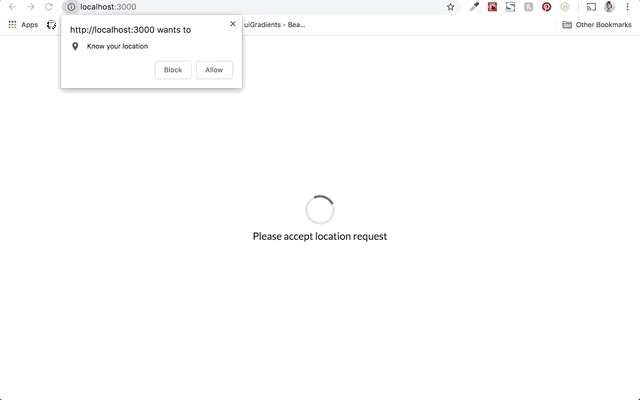 localhost:3000
Apps
uiGradients - Bea...
Other Bookmarks
http://localhost:3000 wants to
Know your location
Block
Allow
Please accept location request